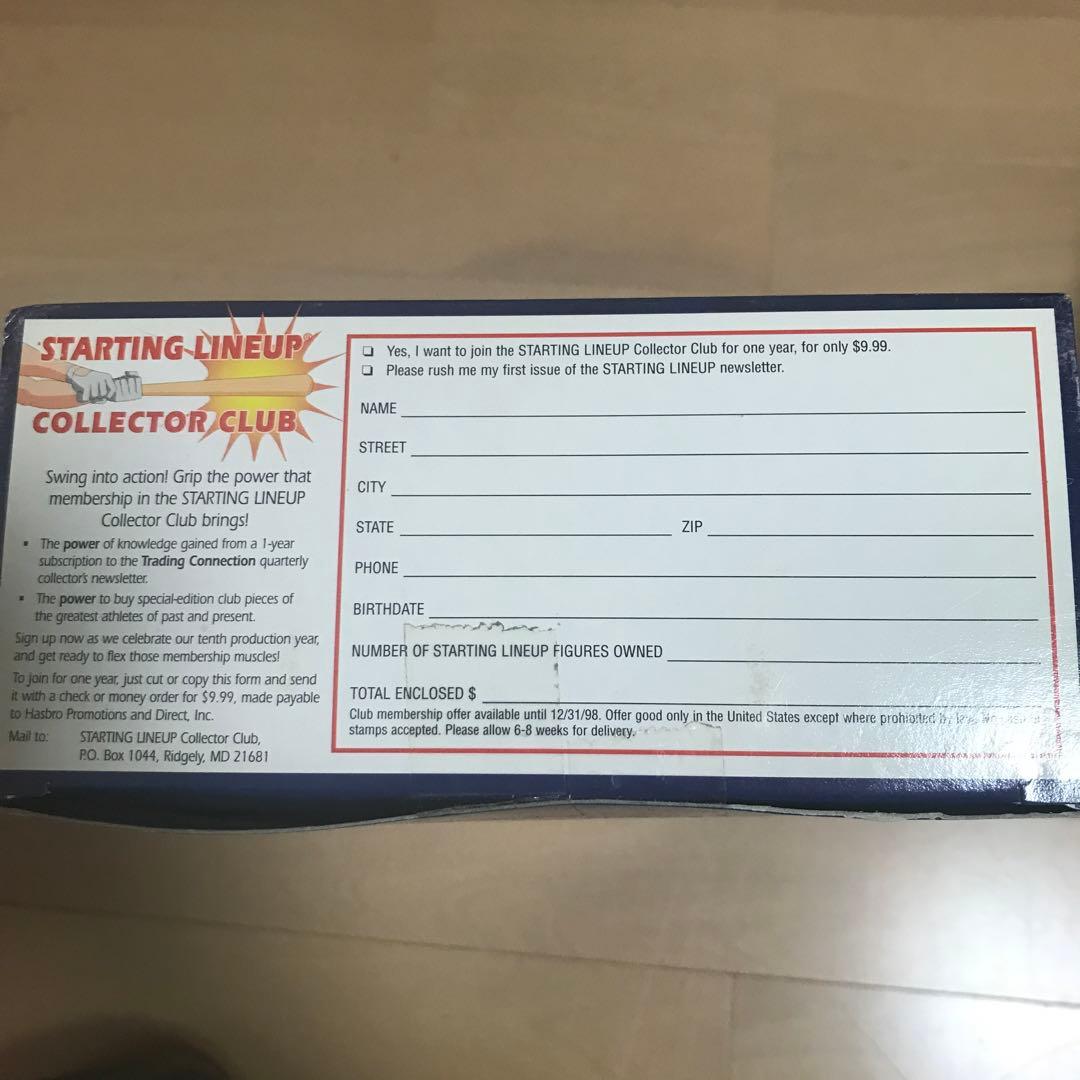 STARTING LINEUP®
COLLECTOR CLUB
Swing into action! Grip the power that
membership in the STARTING LINEUP
Collector Club brings!
▪ The power of knowledge gained from a 1-year
subscription to the Trading Connection quarterly
collector's newsletter.
▪ The power to buy special-edition club pieces of
the greatest athletes of past and present.
Sign up now as we celebrate our tenth production year,
and get ready to flex those membership muscles!
To join for one year, just cut or copy this form and send
it with a check or money order for $9.99, made payable
to Hasbro Promotions and Direct, Inc.
Mail to: STARTING LINEUP Collector Club,
P.O. Box 1044, Ridgely, MD 21681
❏ Yes, I want to join the STARTING LINEUP Collector Club for one year, for only $9.99.
❏ Please rush me my first issue of the STARTING LINEUP newsletter.
NAME
STREET
CITY
STATE ZIP
PHONE
BIRTHDATE
NUMBER OF STARTING LINEUP FIGURES OWNED
TOTAL ENCLOSED $
Club membership offer available until 12/31/98. Offer good only in the United States except where prohibited by law.
stamps accepted. Please allow 6-8 weeks for delivery.